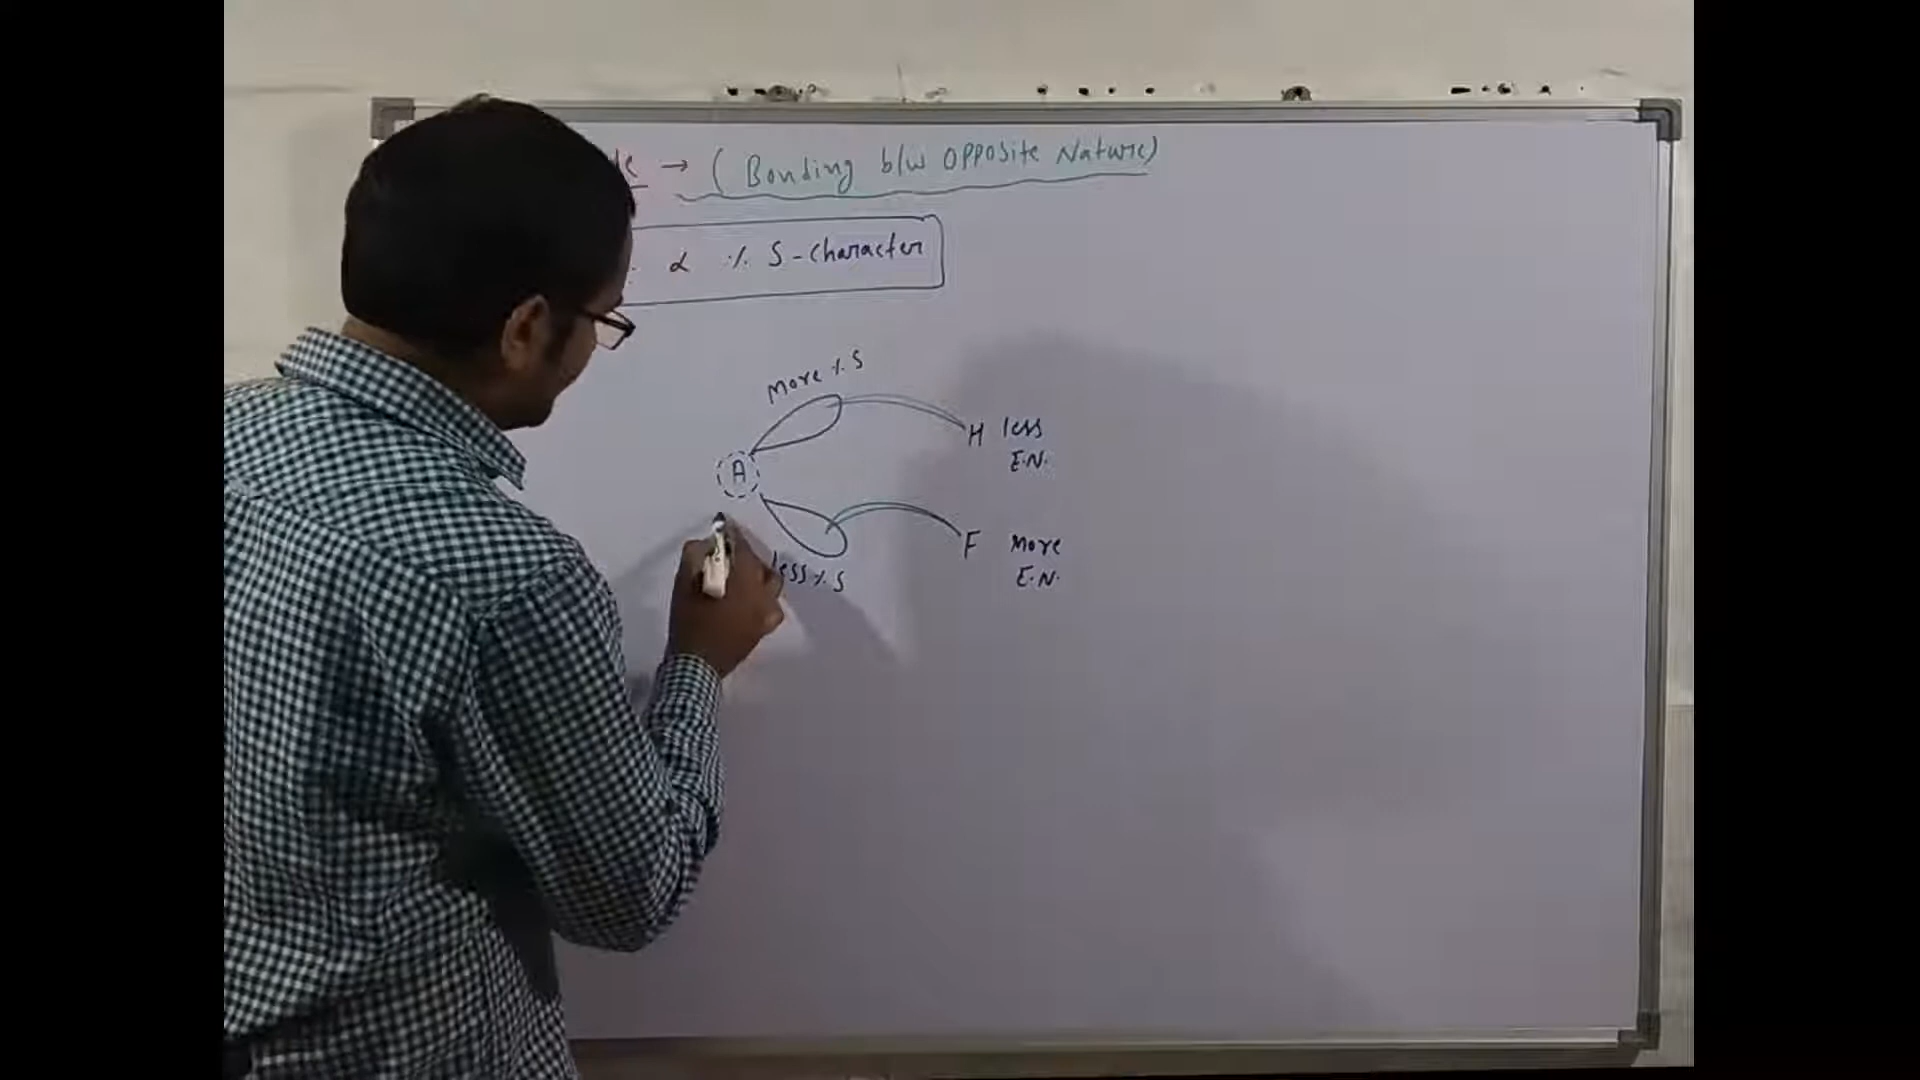 → (Bonding b/w Opposite Nature)
∝ % S-character
More % S
H less
E.N.
A
F More
E.N.
less % S